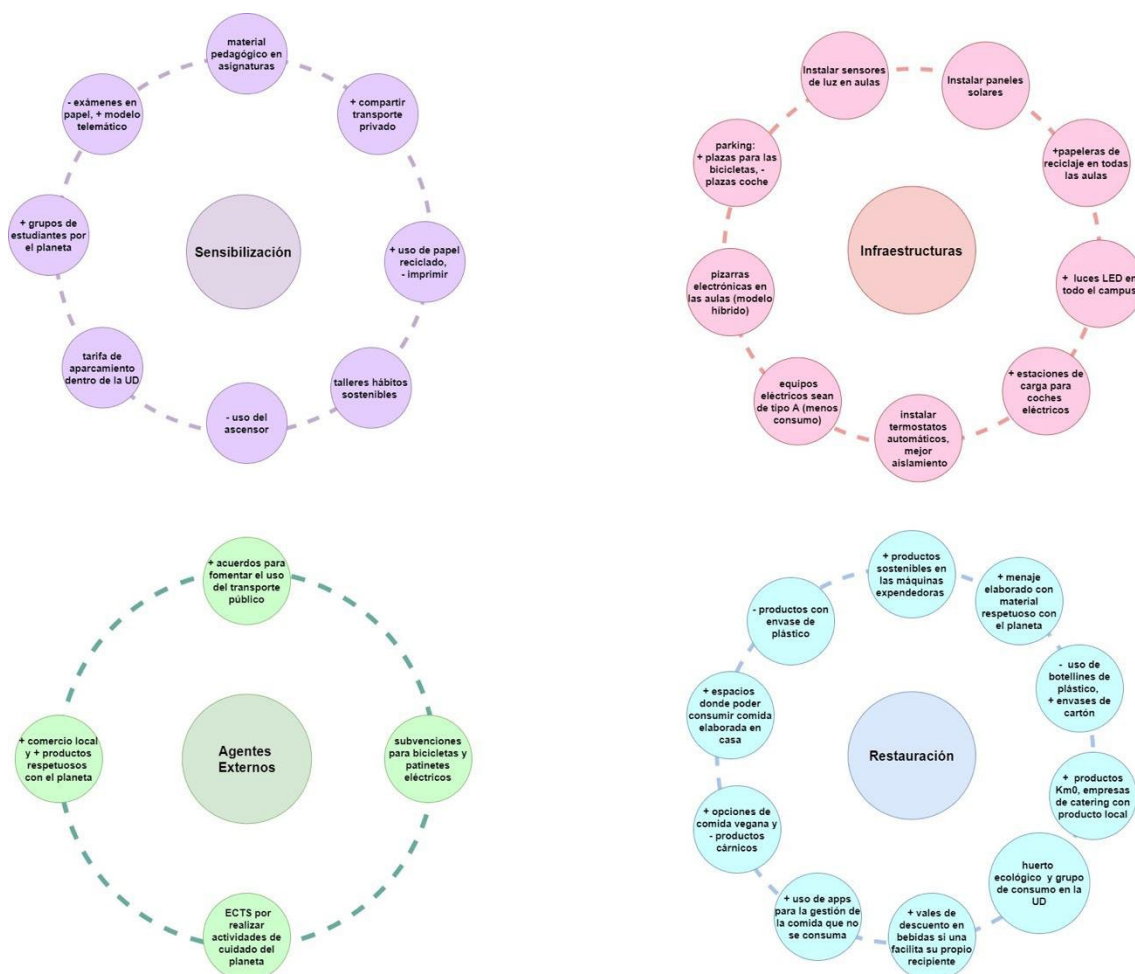 material
pedagógico en
asignaturas
+ compartir
transporte
privado
+ uso de papel
reciclado,
- imprimir
talleres hábitos
sostenibles
- uso del
ascensor
tarifa de
aparcamiento
dentro de la UD
+ grupos de
estudiantes por
el planeta
- exámenes en
papel, + modelo
telemático
Sensibilización
Instalar sensores
de luz en aulas
Instalar paneles
solares
+papeleras de
reciclaje en todas
las aulas
+ luces LED en
todo el campus
+ estaciones de
carga para
coches
eléctricos
instalar
termostatos
automáticos,
mejor
aislamiento
equipos
eléctricos sean
de tipo A (menos
consumo)
pizarras
electrónicas en
las aulas (modelo
híbrido)
parking:
+ plazas para las
bicicletas, -
plazas coche
Infraestructuras
+ acuerdos para
fomentar el uso
del transporte
público
subvenciones
para bicicletas y
patinetes
eléctricos
ECTS por
realizar
actividades de
cuidado del
planeta
+ comercio local
y + productos
respetuosos
con el planeta
Agentes
Externos
+ productos
sostenibles en
las máquinas
expendedoras
+ menaje
elaborado con
material
respetuoso con
el planeta
- uso de
botellines de
plástico,
+ envases de
cartón
+ productos
Km0, empresas
de catering con
producto local
huerto
ecológico y grupo
de consumo en la
UD
+ vales de
descuento en
bebidas si una
facilita su propio
recipiente
+ uso de apps
para la gestión de
la comida que no
se consuma
+ opciones de
comida vegana y
- productos
cárnicos
+ espacios
donde poder
consumir comida
elaborada en
casa
- productos con
envase de
plástico
Restauración